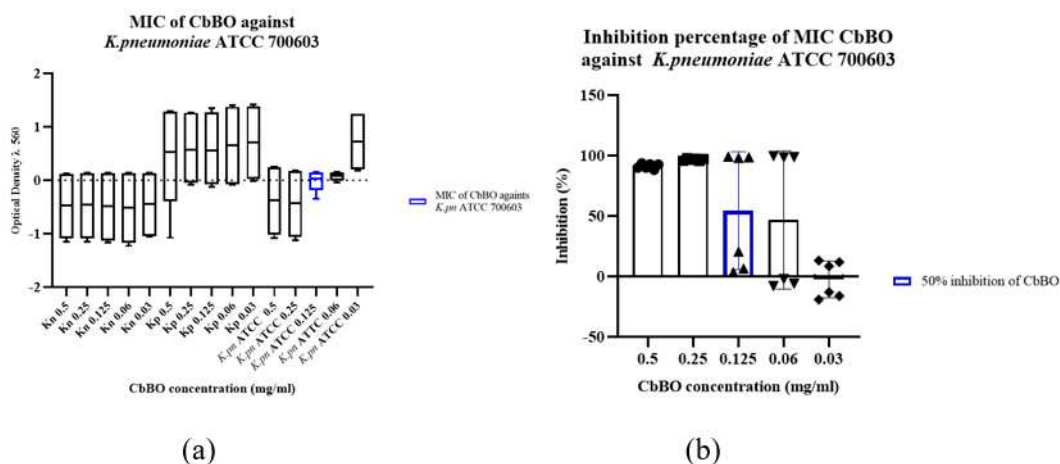 MIC of CbBO against
K.pneumoniae ATCC 700603
2
1
0
-1
-2
Optical Density λ 560
Kn 0.5
Kn 0.25
Kn 0.125
Kn 0.06
Kn 0.03
Kp 0.5
Kp 0.25
Kp 0.125
Kp 0.06
Kp 0.03
K.pn ATCC 0.5
K.pn ATCC 0.25
K.pn ATCC 0.125
K.pn ATTC 0.06
K.pn ATCC 0.03
CbBO concentration (mg/ml)
MIC of CbBO againts
K.pn ATCC 700603
(a)
Inhibition percentage of MIC CbBO
against K.pneumoniae ATCC 700603
150
100
50
0
-50
Inhibition (%)
0.5 0.25 0.125 0.06 0.03
CbBO concentration (mg/ml)
50% inhibition of CbBO
(b)